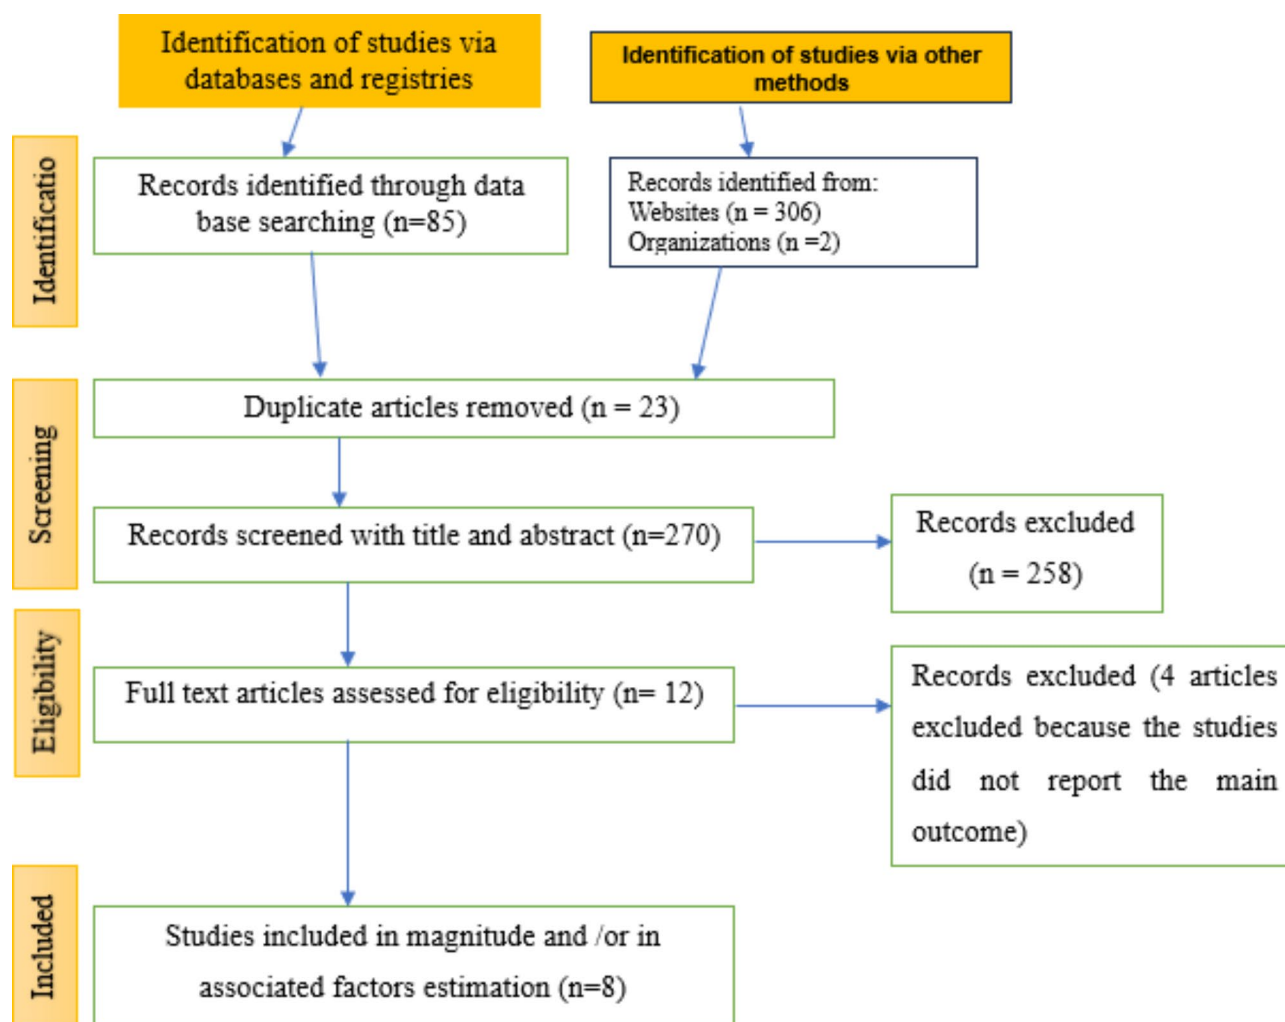 Identification of studies via
databases and registries
Identification of studies via other
methods
Identificatio
Records identified through data
base searching (n=85)
Records identified from:
Websites (n = 306)
Organizations (n =2)
Screening
Duplicate articles removed (n = 23)
Records screened with title and abstract (n=270)
Records excluded
(n = 258)
Eligibility
Full text articles assessed for eligibility (n= 12)
Records excluded (4 articles
excluded because the studies
did not report the main
outcome)
Included
Studies included in magnitude and /or in
associated factors estimation (n=8)